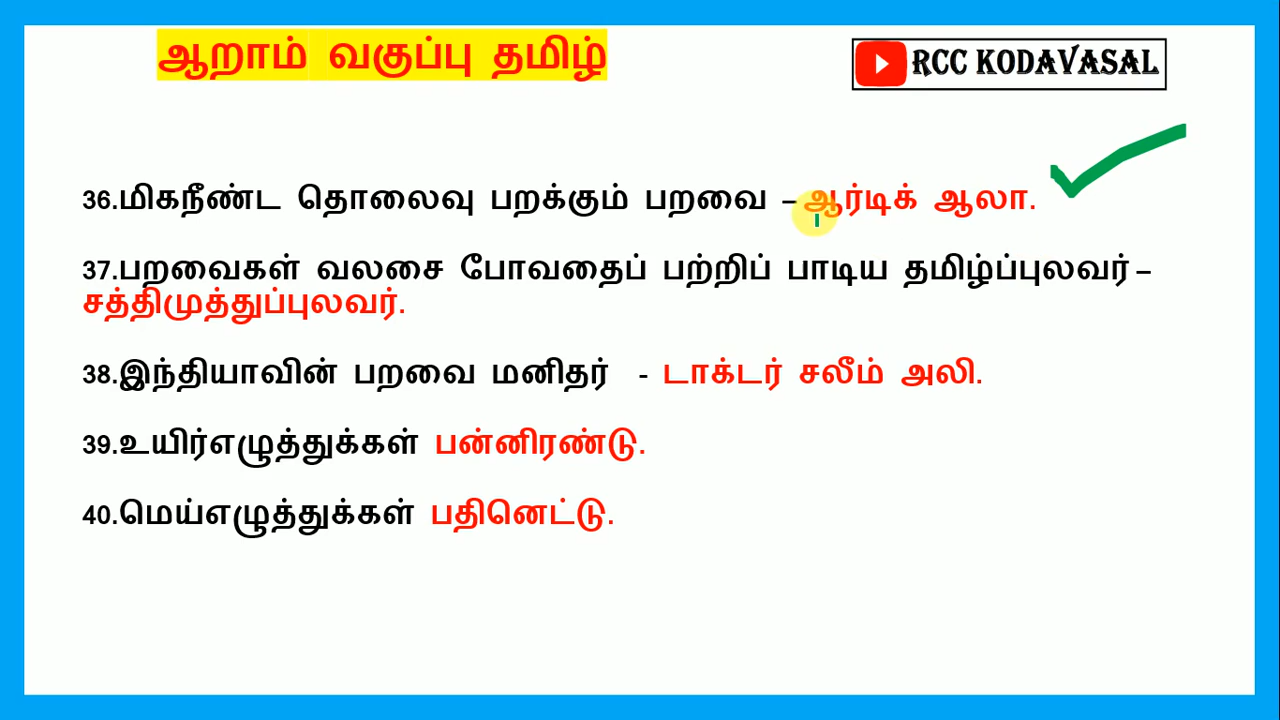 ஆறாம் வகுப்பு தமிழ்
RCC KODAVASAL
36.மிகநீண்ட தொலைவு பறக்கும் பறவை – ஆர்டிக் ஆலா.
37.பறவைகள் வலசை போவதைப் பற்றிப் பாடிய தமிழ்ப்புலவர் –
சத்திமுத்துப்புலவர்.
38.இந்தியாவின் பறவை மனிதர் - டாக்டர் சலீம் அலி.
39.உயிர்எழுத்துக்கள் பன்னிரண்டு.
40.மெய்எழுத்துக்கள் பதினெட்டு.